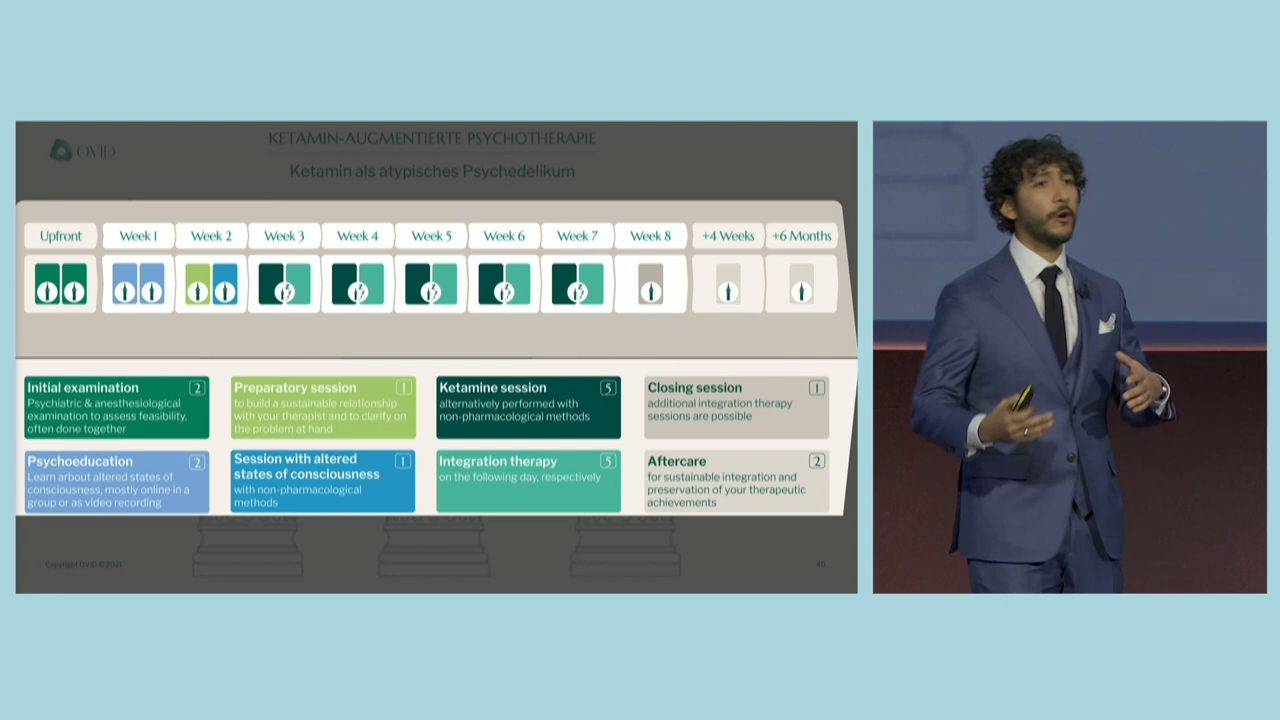 OVID
KETAMIN-AUGMENTIERTE PSYCHOTHERAPIE
Ketamin als atypisches Psychedelikum
Upfront
Week 1
Week 2
Week 3
Week 4
Week 5
Week 6
Week 7
Week 8
+4 Weeks
+6 Months
Initial examination 2
Psychiatric & anesthesiological
examination to assess feasibility,
often done together
Preparatory session 1
to build a sustainable relationship
with your therapist and to clarify on
the problem at hand
Ketamine session 5
alternatively performed with
non-pharmacological methods
Closing session 1
additional integration therapy
sessions are possible
Psychoeducation 2
Learn arbout altered states of
consciousness, mostly online in a
group or as video recording
Session with altered 1
states of consciousness
with non-pharmacological
methods
Integration therapy 5
on the following day, respectively
Aftercare 2
for sustainable integration and
preservation of your therapeutic
achievements
Copyright OVID © 2021
40